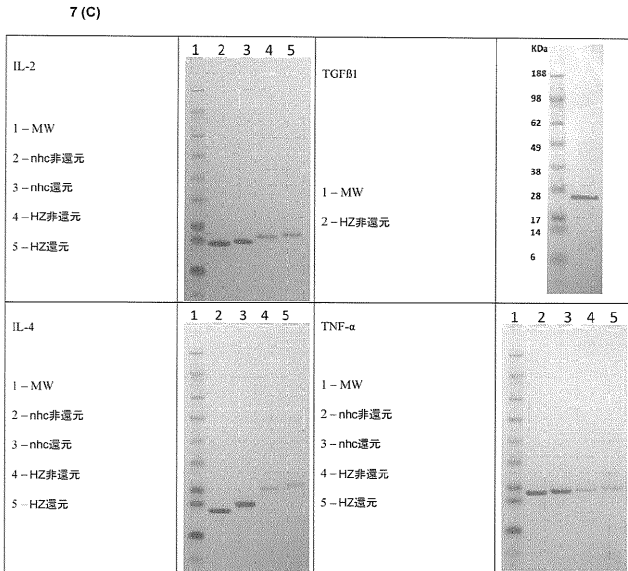 7 (C)
IL-2
1 – MW
2 – nhc非還元
3 – nhc還元
4 – HZ非還元
5 – HZ還元
1 2 3 4 5
TGFβ1
1 – MW
2 – HZ非還元
KDa
188
98
62
49
38
28
17
14
6
IL-4
1 – MW
2 – nhc非還元
3 – nhc還元
4 – HZ非還元
5 – HZ還元
1 2 3 4 5
TNF-α
1 – MW
2 – nhc非還元
3 – nhc還元
4 – HZ非還元
5 – HZ還元
1 2 3 4 5